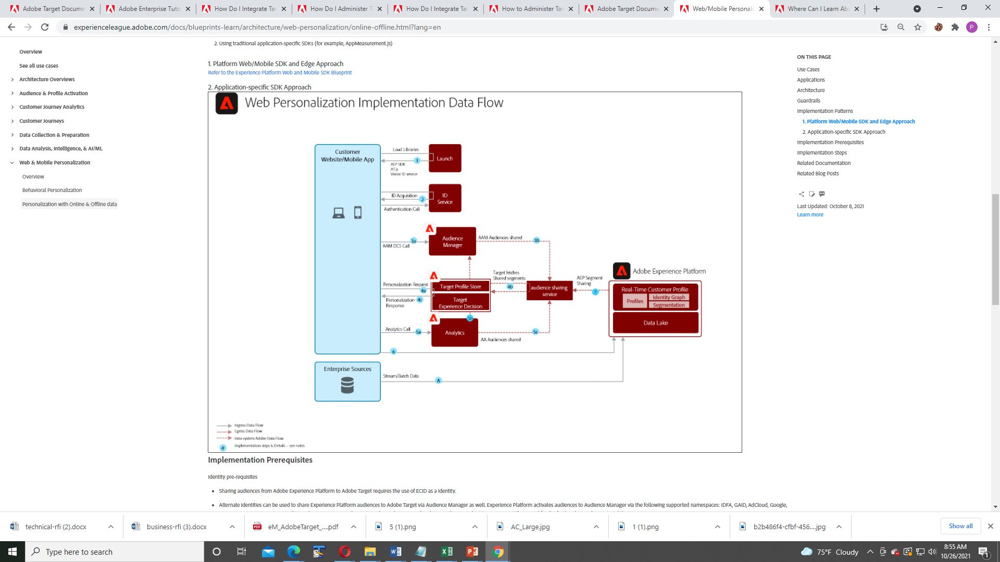 Adobe Target Docume
Adobe Enterprise Tuto
How Do I Integrate Tar
How Do I Administer T
How Do I Integrate Tar
How to Administer Tar
Adobe Target Docume
Web/Mobile Personaliz
Where Can I Learn Abo
experienceleague.adobe.com/docs/blueprints-learn/architecture/web-personalization/online-offline.html?lang=en
P
Overview
See all use cases
Architecture Overviews
Audience & Profile Activation
Customer Journey Analytics
Customer Journeys
Data Collection & Preparation
Data Analysis, Intelligence, & AI/ML
Web & Mobile Personalization
Overview
Behavioral Personalization
Personalization with Online & Offline data
2. Using traditional application-specific SDKs (for example, AppMeasurement.js)
1. Platform Web/Mobile SDK and Edge Approach
Refer to the Experience Platform Web and Mobile SDK Blueprint
2. Application-specific SDK Approach
Web Personalization Implementation Data Flow
Customer
Website/Mobile App
Load Libraries
1
AEP SDK
AT.js
Visitor ID service
Launch
ID Acquisition
2
Authentication Call
ID
Service
3a
AAM DCS Call
Audience
Manager
AAM Audiences shared
3b
Personalization Request
4a
Personalization
Response
4c
Target Profile Store
Target
Experience Decision
Target fetches
Shared segments
4b
audience sharing
service
AEP Segment
Sharing
7
Adobe Experience Platform
Real-Time Customer Profile
Profiles
Identity Graph
Segmentation
Data Lake
5b
Analytics Call
5a
Analytics
5c
AA Audiences shared
6
Enterprise Sources
Stream/Batch Data
A
Ingress Data Flow
Egress Data Flow
Intra-system Adobe Data Flow
# Implementation steps & Details – see notes
Implementation Prerequisites
Identity pre-requisites
Sharing audiences from Adobe Experience Platform to Adobe Target requires the use of ECID as a identity.
Alternate identities can be used to share Experience Platform audiences to Adobe Target via Audience Manager as well. Experience Platform activates audiences to Audience Manager via the following supported namespaces: IDFA, GAID, AdCloud, Google,
ON THIS PAGE
Use Cases
Applications
Architecture
Guardrails
Implementation Patterns
1. Platform Web/Mobile SDK and Edge Approach
2. Application-specific SDK Approach
Implementation Prerequisites
Implementation Steps
Related Documentation
Related Blog Posts
Last Updated: October 8, 2021
Learn more
technical-rfi (2).docx
business-rfi (3).docx
eM_AdobeTarget_....pdf
5 (1).png
AC_Large.jpg
1 (1).png
b2b486f4-cfbf-456....jpg
Show all
Type here to search
75°F Cloudy
8:55 AM
10/26/2021
1